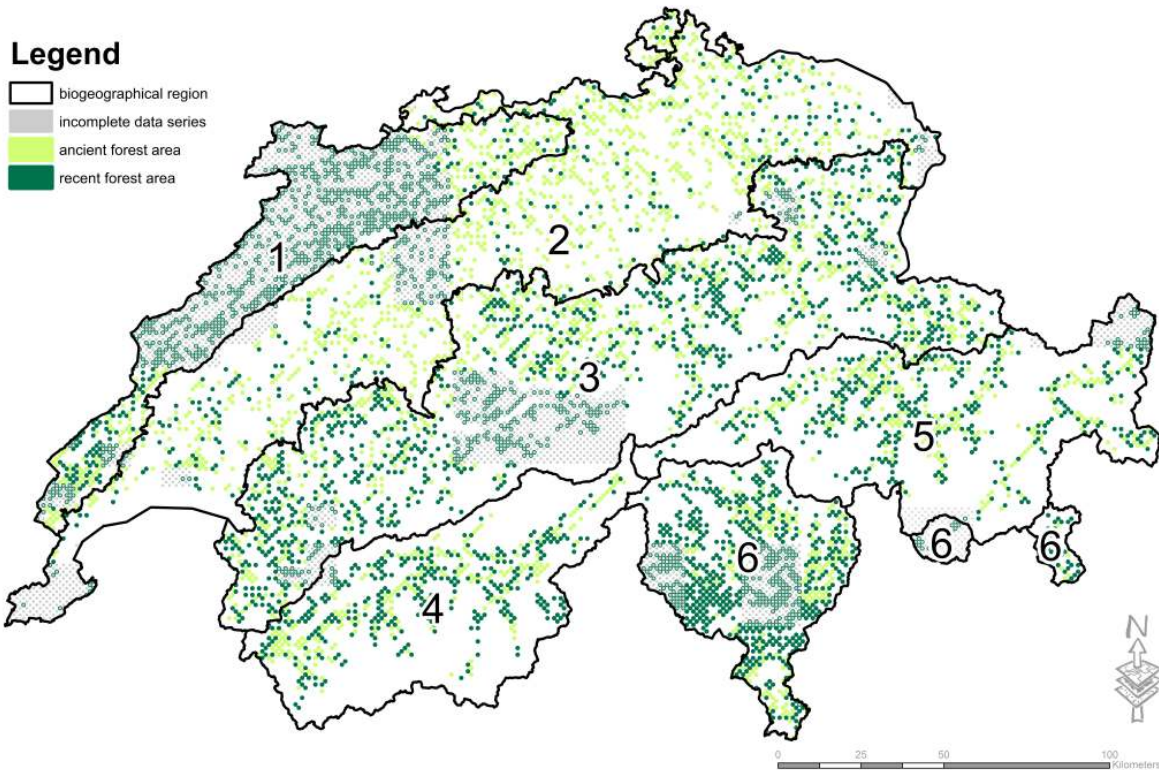 Legend
biogeographical region
incomplete data series
ancient forest area
recent forest area
1
2
3
4
5
6
6
6
N
0 25 50 100
Kilometers